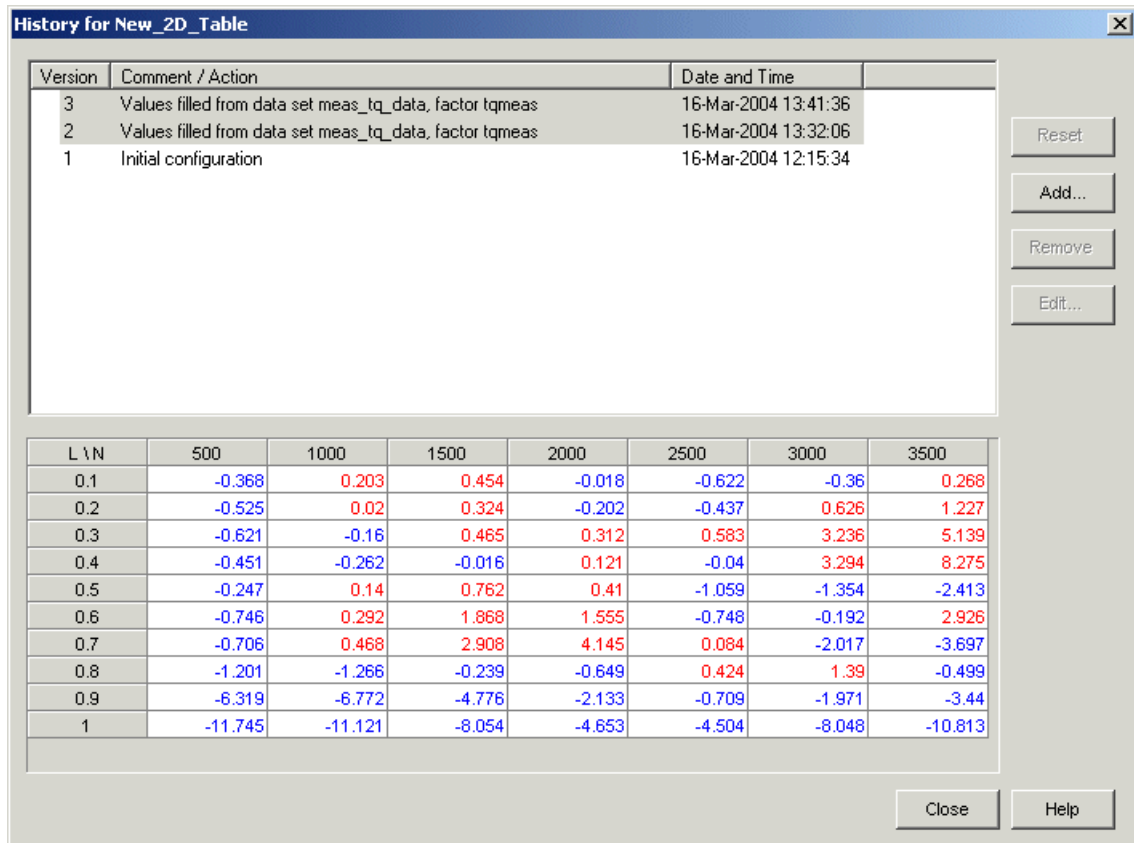 History for New_2D_Table
Version Comment / Action Date and Time
3 Values filled from data set meas_tq_data, factor tqmeas 16-Mar-2004 13:41:36
2 Values filled from data set meas_tq_data, factor tqmeas 16-Mar-2004 13:32:06
1 Initial configuration 16-Mar-2004 12:15:34
Reset
Add...
Remove
Edit...
L \ N 500 1000 1500 2000 2500 3000 3500
0.1 -0.368 0.203 0.454 -0.018 -0.622 -0.36 0.268
0.2 -0.525 0.02 0.324 -0.202 -0.437 0.626 1.227
0.3 -0.621 -0.16 0.465 0.312 0.583 3.236 5.139
0.4 -0.451 -0.262 -0.016 0.121 -0.04 3.294 8.275
0.5 -0.247 0.14 0.762 0.41 -1.059 -1.354 -2.413
0.6 -0.746 0.292 1.868 1.555 -0.748 -0.192 2.926
0.7 -0.706 0.468 2.908 4.145 0.084 -2.017 -3.697
0.8 -1.201 -1.266 -0.239 -0.649 0.424 1.39 -0.499
0.9 -6.319 -6.772 -4.776 -2.133 -0.709 -1.971 -3.44
1 -11.745 -11.121 -8.054 -4.653 -4.504 -8.048 -10.813
Close Help